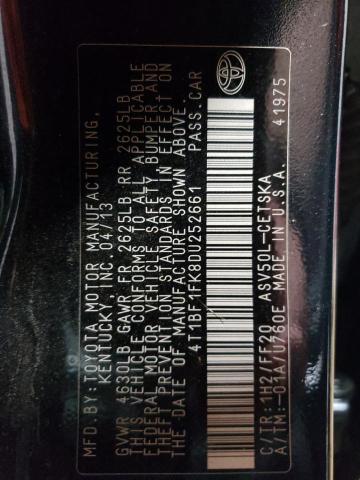 MFD.BY:TOYOTA MOTOR MANUFACTURING,
KENTUCKY, INC. 04/13
GVWR 4630LB GAWR FR 2625LB RR 2625LB
THIS VEHICLE CONFORMS TO ALL APPLICABLE
FEDERAL MOTOR VEHICLE SAFETY, BUMPER, AND
THEFT PREVENTION STANDARDS IN EFFECT ON
THE DATE OF MANUFACTURE SHOWN ABOVE.
4T1BF1FK8DU252661 PASS.CAR
C/TR:1H2/FF20 ASV50L-CETSKA
A/TM:-01A/U760E MADE IN U.S.A. 41975